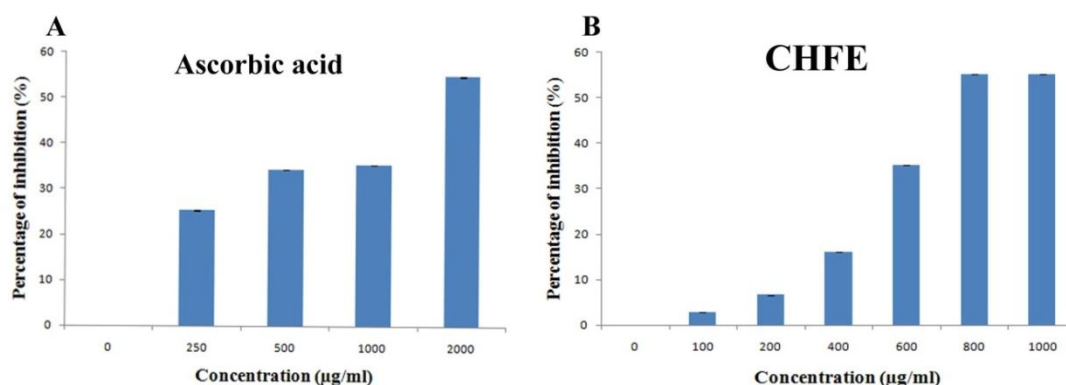 A
Ascorbic acid
Percentage of inhibition (%)
60
50
40
30
20
10
0
0 250 500 1000 2000
Concentration (µg/ml)
B
CHFE
Percentage of inhibition (%)
60
50
40
30
20
10
0
0 100 200 400 600 800 1000
Concentration (µg/ml)